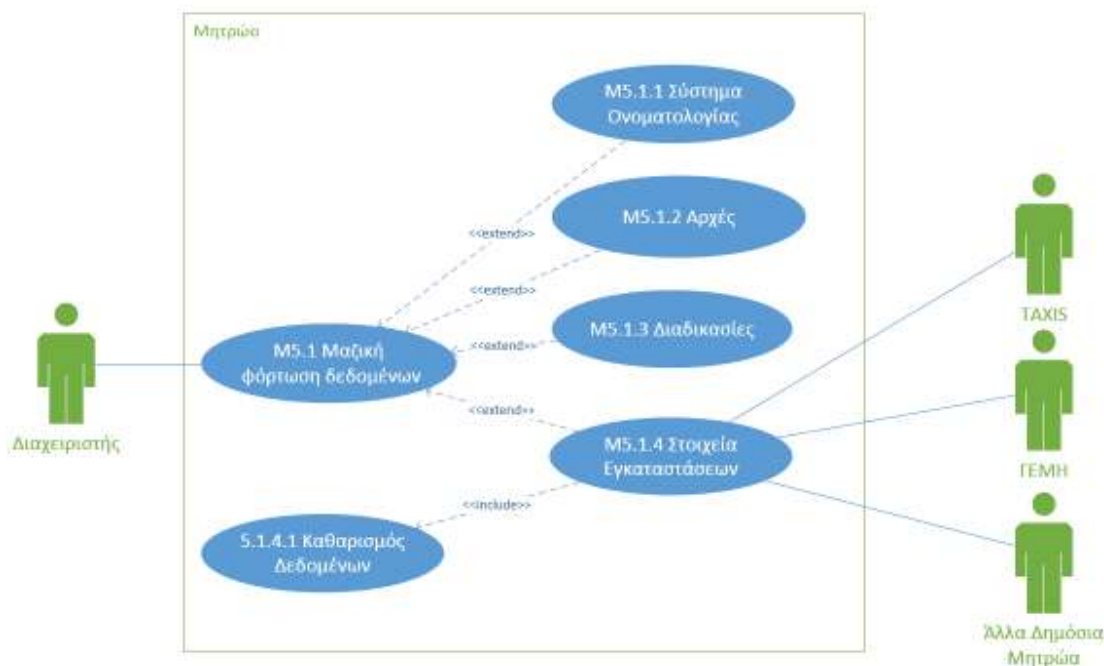 Μητρώα
M5.1.1 Σύστημα
Ονοματολογίας
M5.1.2 Αρχές
<<extend>>
<<extend>>
M5.1.3 Διαδικασίες
<<extend>>
M5.1 Μαζική
φόρτωση δεδομένων
<<extend>>
M5.1.4 Στοιχεία
Εγκαταστάσεων
<<include>>
5.1.4.1 Καθαρισμός
Δεδομένων
Διαχειριστής
TAXIS
ΓΕΜΗ
Άλλα Δημόσια
Μητρώα